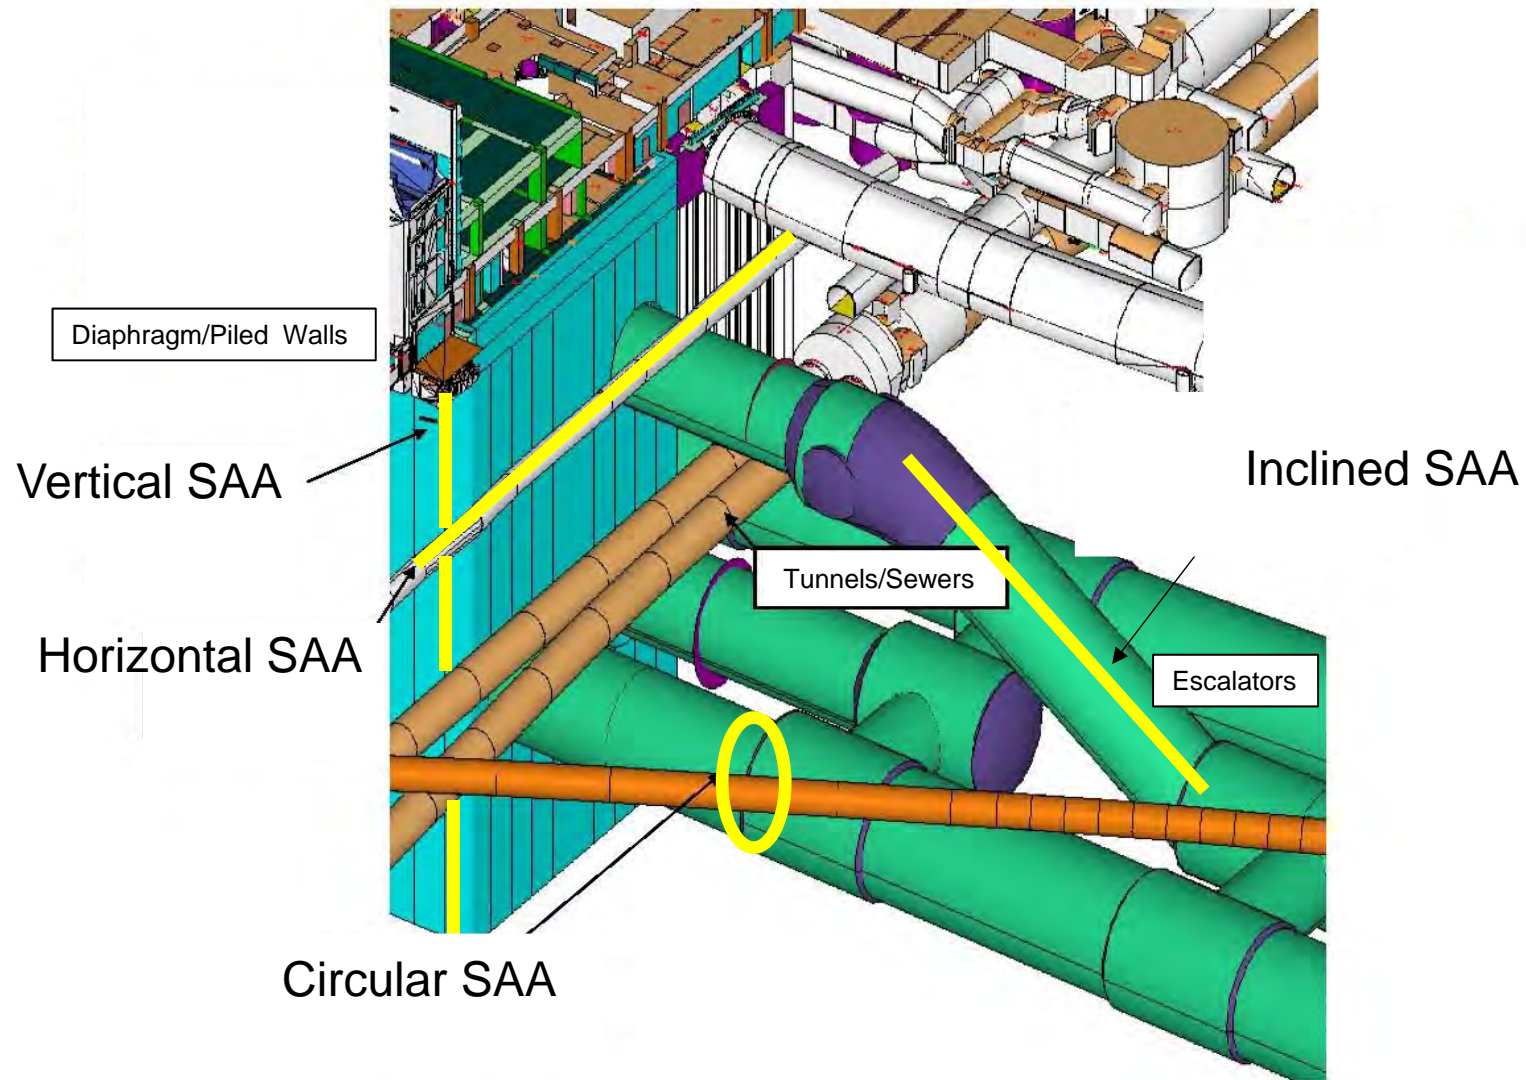 Diaphragm/Piled Walls
Vertical SAA
Inclined SAA
Tunnels/Sewers
Horizontal SAA
Escalators
Circular SAA